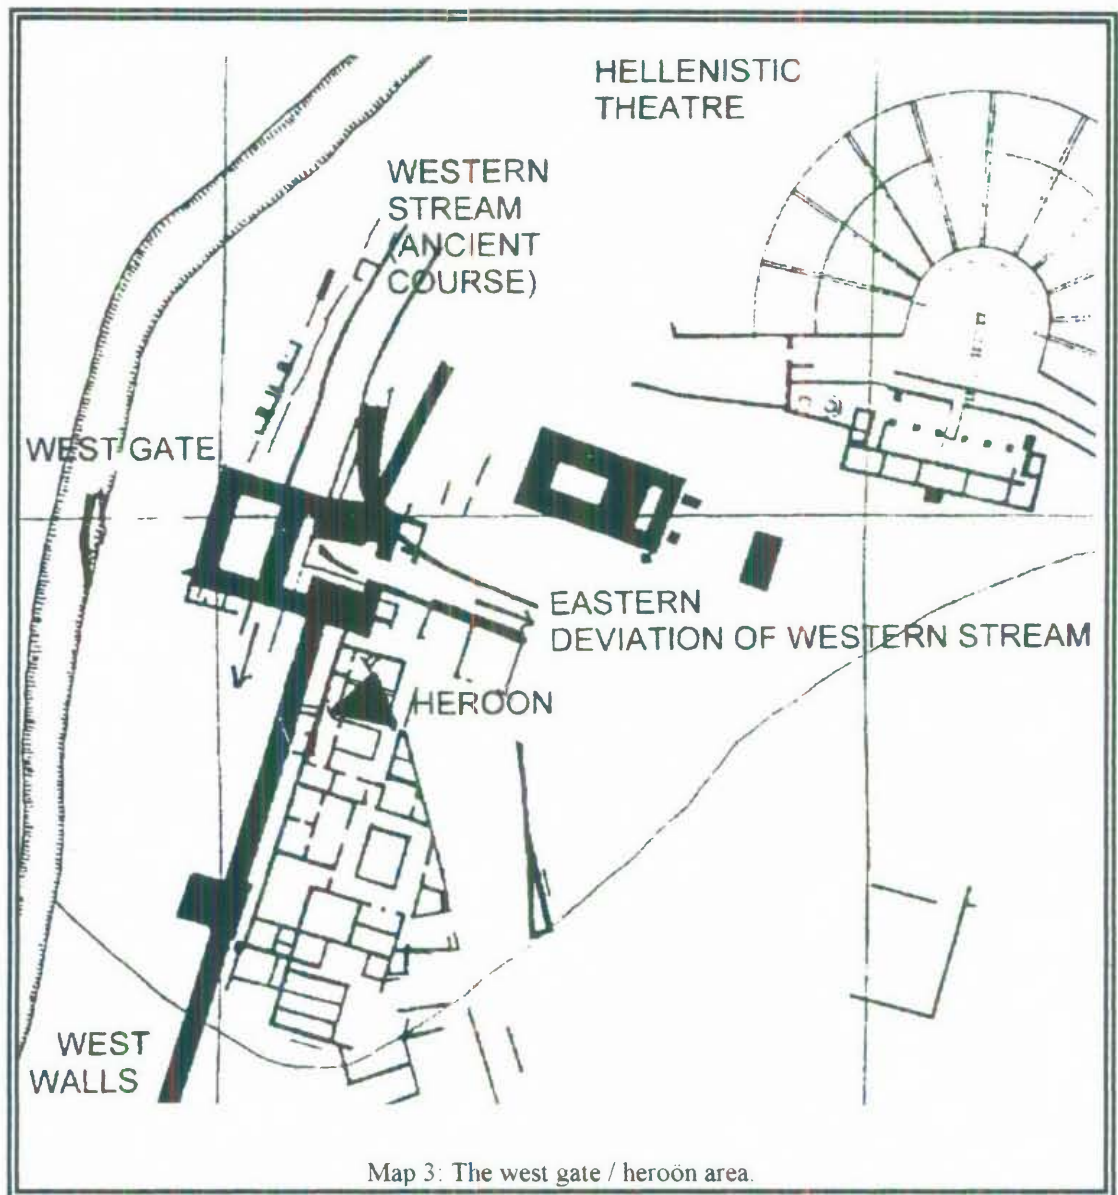 HELLENISTIC
THEATRE
WESTERN
STREAM
(ANCIENT
COURSE)
WEST GATE
EASTERN
DEVIATION OF WESTERN STREAM
HEROON
WEST
WALLS
Map 3: The west gate / heroön area.